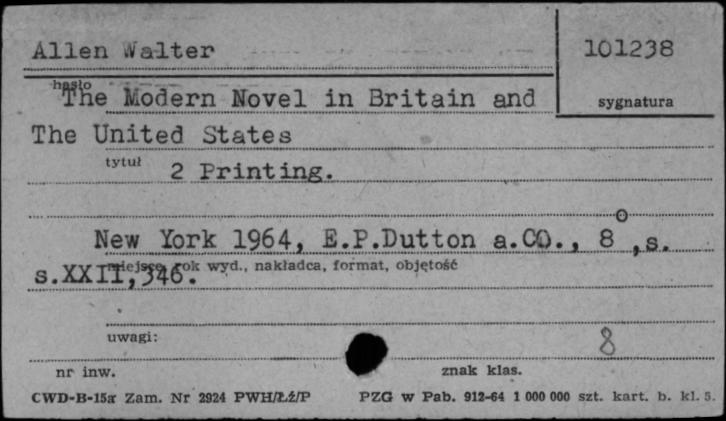 Allen Walter
101238
hasło
The Modern Novel in Britain and
sygnatura
The United States
tytuł
2 Printing.
New York 1964, E.P.Dutton a.CO., 8o,s.
miejsce, rok wyd., nakładca, format, objętość
s.XXII,346.
uwagi:
8
nr inw.
znak klas.
CWD-B-15a Zam. Nr 2924 PWH/Łź/P PZG w Pab. 912-64 1 000 000 szt. kart. b. kl. 5.